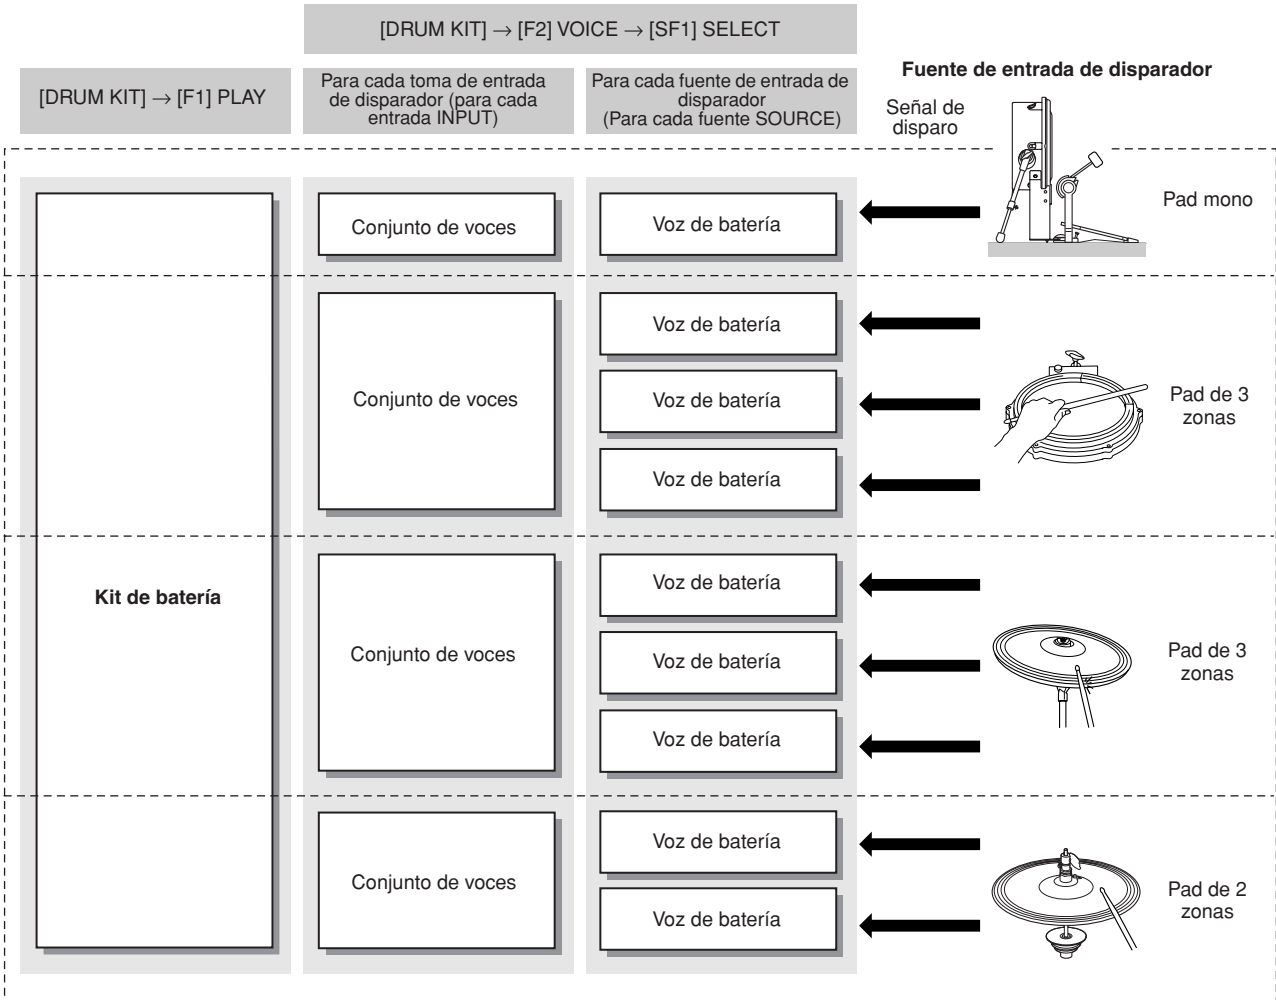 [DRUM KIT] → [F2] VOICE → [SF1] SELECT
[DRUM KIT] → [F1] PLAY
Para cada toma de entrada
de disparador (para cada
entrada INPUT)
Para cada fuente de entrada de
disparador
(Para cada fuente SOURCE)
Fuente de entrada de disparador
Señal de
disparo
Conjunto de voces
Voz de batería
Pad mono
Voz de batería
Conjunto de voces
Voz de batería
Pad de 3
zonas
Voz de batería
Kit de batería
Voz de batería
Conjunto de voces
Voz de batería
Pad de 3
zonas
Voz de batería
Voz de batería
Conjunto de voces
Pad de 2
zonas
Voz de batería